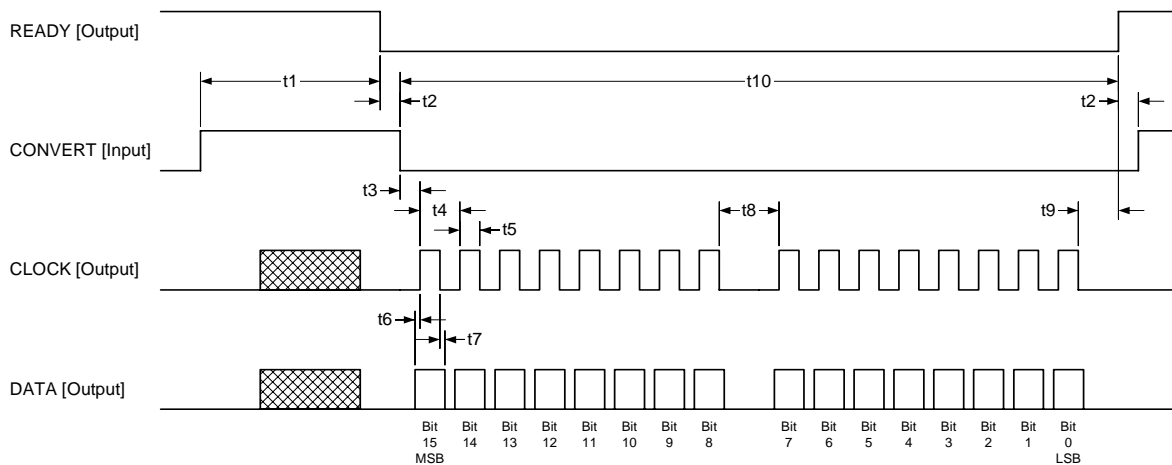 READY [Output]
t1
t10
t2
t2
CONVERT [Input]
t3
t4
t8
t9
t5
CLOCK [Output]
t6
t7
DATA [Output]
Bit Bit Bit Bit Bit Bit Bit Bit Bit Bit Bit Bit Bit Bit Bit Bit
15 14 13 12 11 10 9 8 7 6 5 4 3 2 1 0
MSB LSB